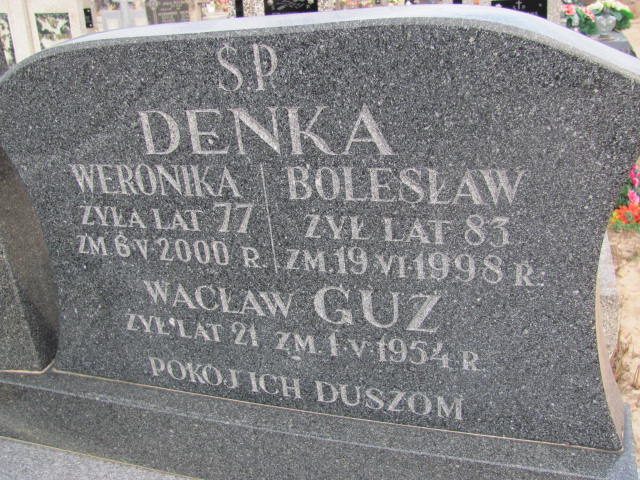 Ś.P.
DENKA
WERONIKA
ŻYŁA LAT 77
ZM. 6·V·2000 R.
BOLESŁAW
ŻYŁ LAT 83
ZM. 19·VI·1998 R.
WACŁAW GUZ
ŻYŁ LAT 21 ZM. 1·V·1954 R.
POKÓJ ICH DUSZOM